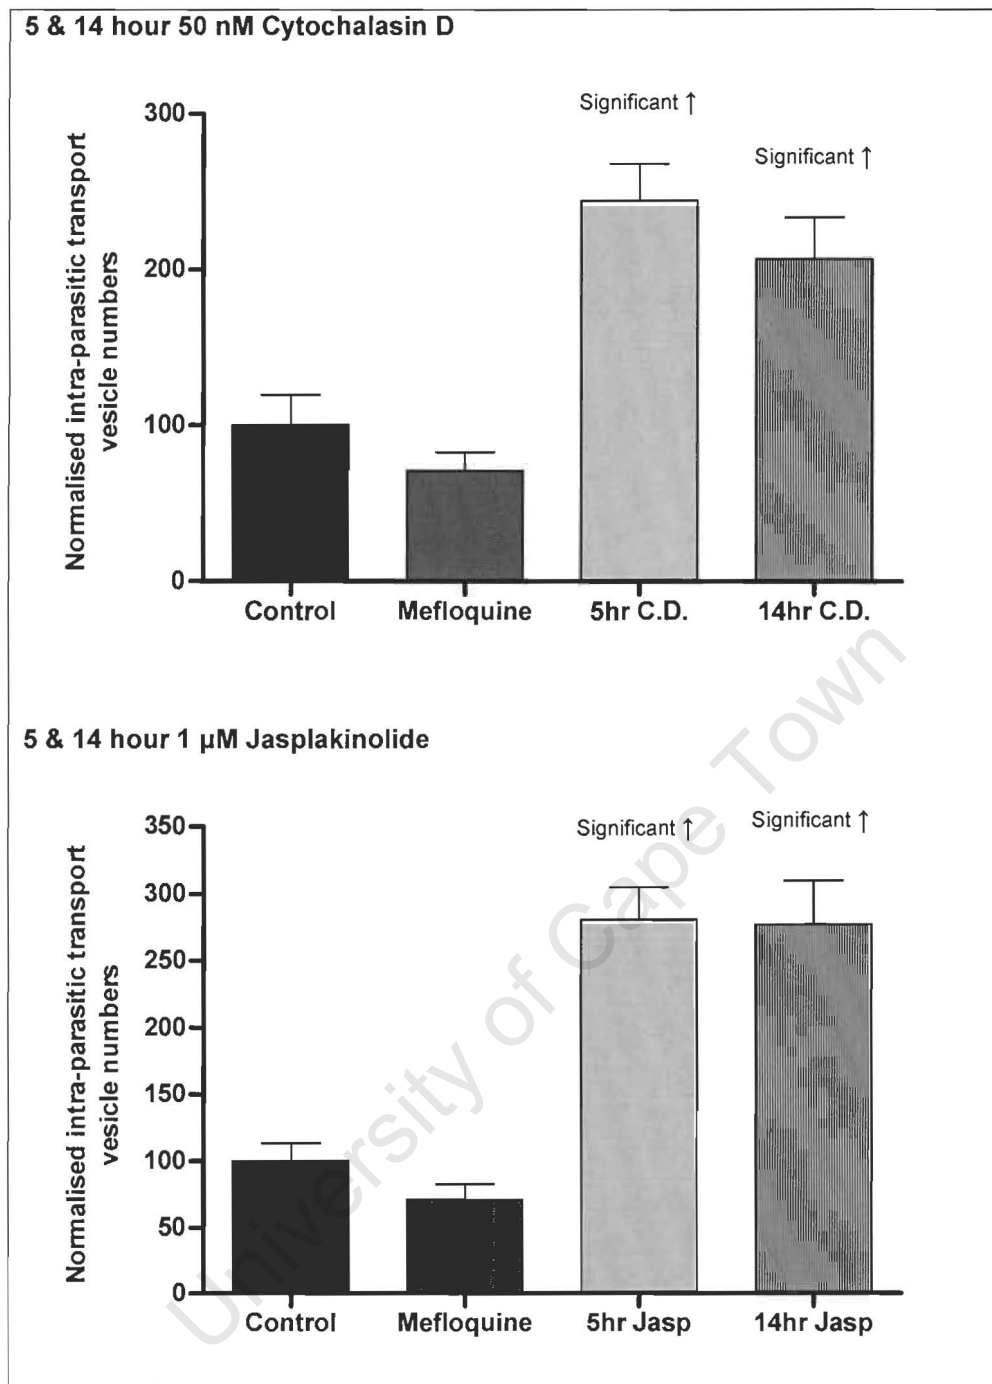 5 & 14 hour 50 nM Cytochalasin D
Significant ↑
Significant ↑
Normalised intra-parasitic transport
vesicle numbers
300
200
100
0
Control
Mefloquine
5hr C.D.
14hr C.D.
5 & 14 hour 1 µM Jasplakinolide
Significant ↑
Significant ↑
Normalised intra-parasitic transport
vesicle numbers
350
300
250
200
150
100
50
0
Control
Mefloquine
5hr Jasp
14hr Jasp
University of Cape Town